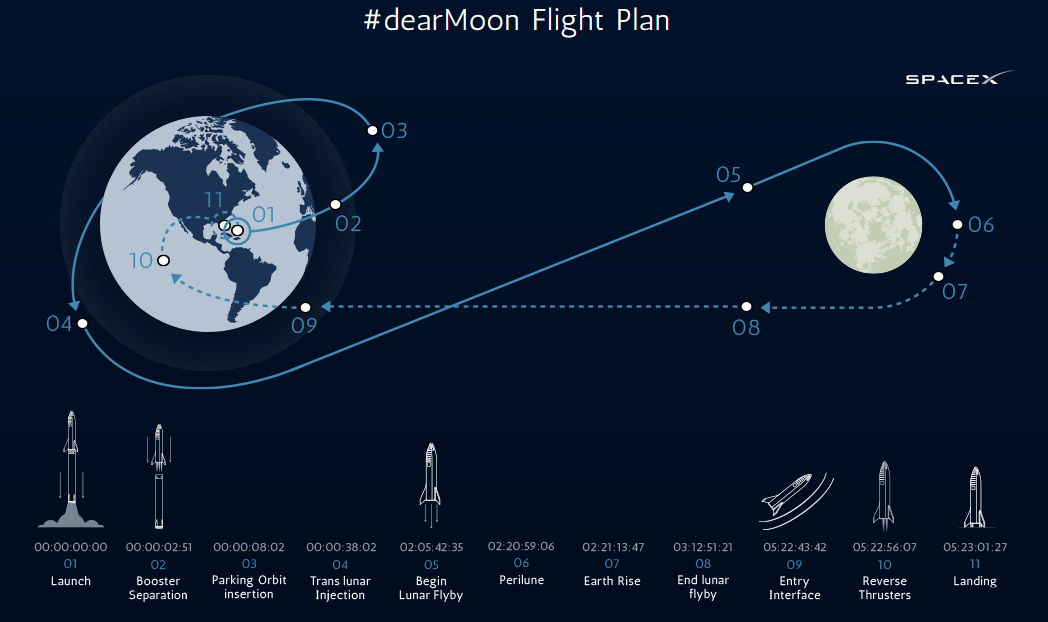 #dearMoon Flight Plan
SPACEX
03
05
11
01
02
06
10
07
04
09
08
00:00:00:00
00:00:02:51
00:00:08:02
00:00:38:02
02:05:42:35
02:20:59:06
02:21:13:47
03:12:51:21
05:22:43:42
05:22:56:07
05:23:01:27
01
02
03
04
05
06
07
08
09
10
11
Launch
Booster
Separation
Parking Orbit
insertion
Trans lunar
Injection
Begin
Lunar Flyby
Perilune
Earth Rise
End lunar
flyby
Entry
Interface
Reverse
Thrusters
Landing